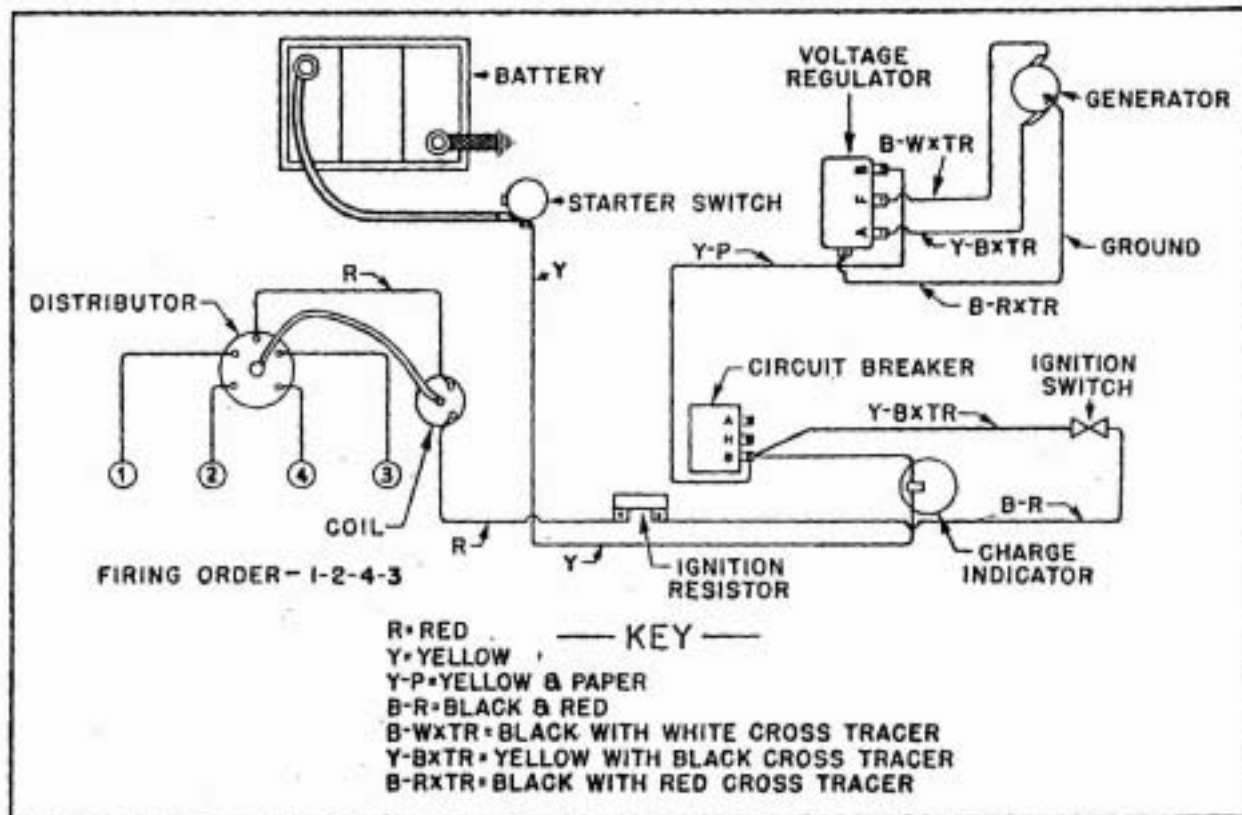 BATTERY
VOLTAGE
REGULATOR
GENERATOR
B-WXTR
B
F
A
STARTER SWITCH
Y-BXTR
GROUND
Y-P
Y
B-RXTR
R
DISTRIBUTOR
CIRCUIT BREAKER
IGNITION
SWITCH
Y-BXTR
A
H
B
1
2
4
3
COIL
R
1
2
B-R
Y
IGNITION
RESISTOR
CHARGE
INDICATOR
FIRING ORDER-1-2-4-3
KEY
R=RED
Y=YELLOW
Y-P=YELLOW & PAPER
B-R=BLACK & RED
B-WXTR=BLACK WITH WHITE CROSS TRACER
Y-BXTR=YELLOW WITH BLACK CROSS TRACER
B-RXTR=BLACK WITH RED CROSS TRACER